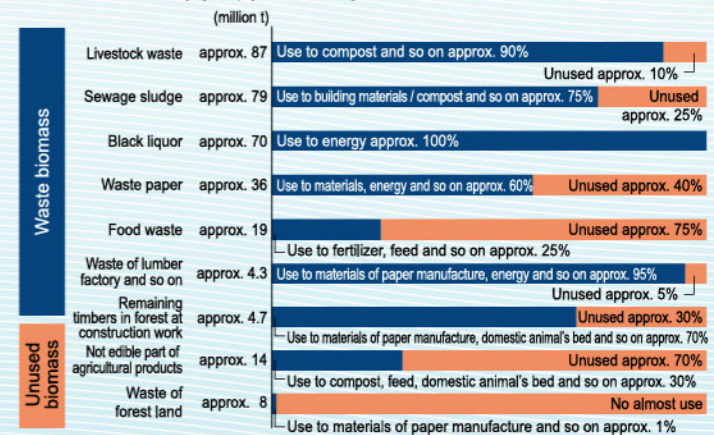 (million t)
Waste biomass
Livestock waste approx. 87 Use to compost and so on approx. 90%
Unused approx. 10%
Sewage sludge approx. 79 Use to building materials / compost and so on approx. 75% Unused
approx. 25%
Black liquor approx. 70 Use to energy approx. 100%
Waste paper approx. 36 Use to materials, energy and so on approx. 60% Unused approx. 40%
Food waste approx. 19 Unused approx. 75%
Use to fertilizer, feed and so on approx. 25%
Waste of lumber
factory and so on approx. 4.3 Use to materials of paper manufacture, energy and so on approx. 95%
Unused approx. 5%
Remaining
timbers in forest at approx. 4.7 Unused approx. 30%
construction work Use to materials of paper manufacture, domestic animal's bed and so on approx. 70%
Unused
biomass
Not edible part of
agricultural products approx. 14 Unused approx. 70%
Use to compost, feed, domestic animal's bed and so on approx. 30%
Waste of
forest land approx. 8 No almost use
Use to materials of paper manufacture and so on approx. 1%